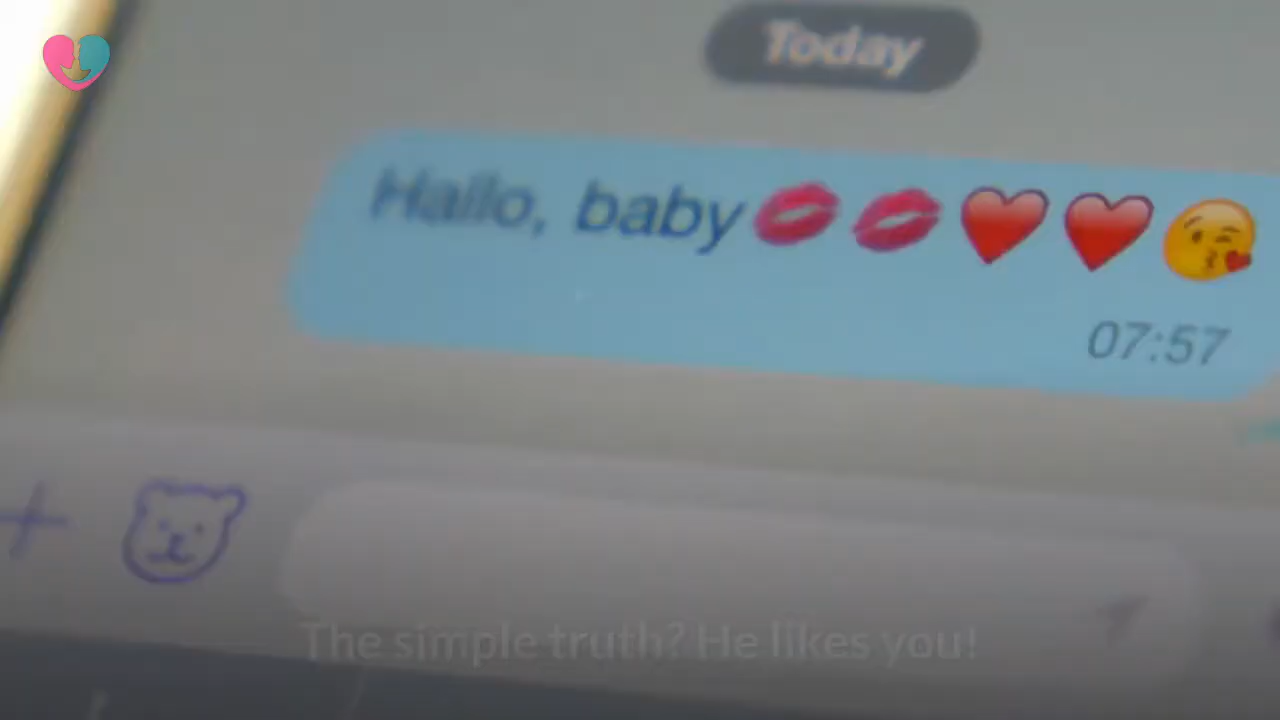 Today
Hallo, baby💋💋❤️❤️😘
07:57
The simple truth? He likes you!